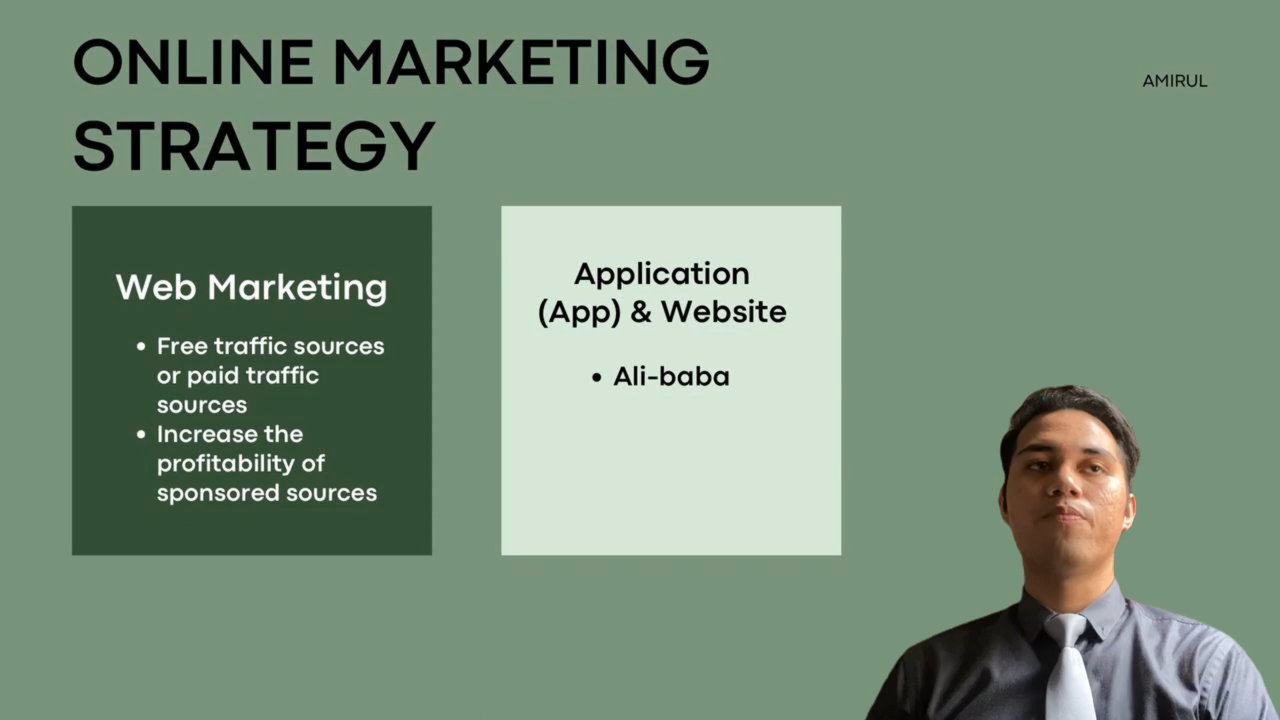 ONLINE MARKETING
STRATEGY
AMIRUL
Web Marketing
• Free traffic sources
or paid traffic
sources
• Increase the
profitability of
sponsored sources
Application
(App) & Website
• Ali-baba